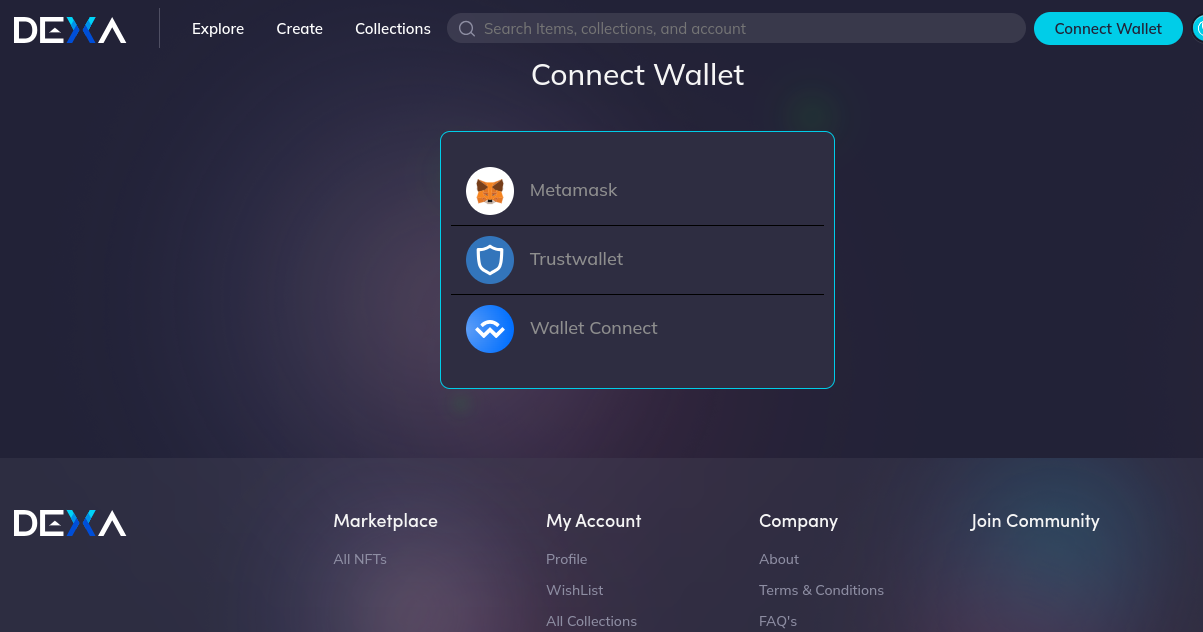 DEXA
Explore
Create
Collections
Search Items, collections, and account
Connect Wallet
Connect Wallet
Metamask
Trustwallet
Wallet Connect
DEXA
Marketplace
All NFTs
My Account
Profile
WishList
All Collections
Company
About
Terms & Conditions
FAQ's
Join Community